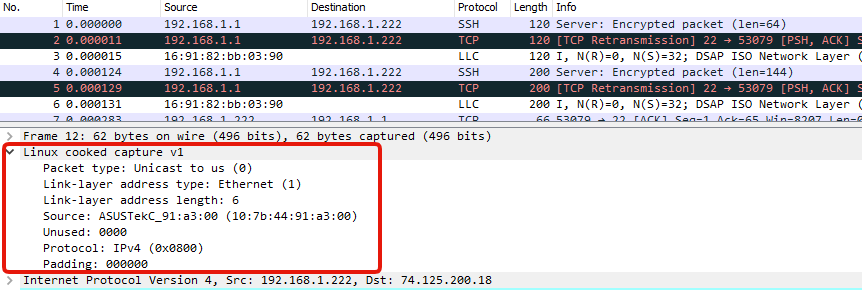 No. Time Source Destination Protocol Length Info
1 0.000000 192.168.1.1 192.168.1.222 SSH 120 Server: Encrypted packet (len=64)
2 0.000011 192.168.1.1 192.168.1.222 TCP 120 [TCP Retransmission] 22 → 53079 [PSH, ACK] S
3 0.000015 16:91:82:bb:03:90 LLC 120 I, N(R)=0, N(S)=32; DSAP ISO Network Layer (
4 0.000124 192.168.1.1 192.168.1.222 SSH 200 Server: Encrypted packet (len=144)
5 0.000129 192.168.1.1 192.168.1.222 TCP 200 [TCP Retransmission] 22 → 53079 [PSH, ACK] S
6 0.000131 16:91:82:bb:03:90 LLC 200 I, N(R)=0, N(S)=32; DSAP ISO Network Layer (
7 0.000283 192.168.1.222 192.168.1.1 TCP 66 53079 → 22 [ACK] Seq=1 Ack=65 Win=8207 Len=0
Frame 12: 62 bytes on wire (496 bits), 62 bytes captured (496 bits)
Linux cooked capture v1
Packet type: Unicast to us (0)
Link-layer address type: Ethernet (1)
Link-layer address length: 6
Source: ASUSTekC_91:a3:00 (10:7b:44:91:a3:00)
Unused: 0000
Protocol: IPv4 (0x0800)
Padding: 000000
Internet Protocol Version 4, Src: 192.168.1.222, Dst: 74.125.200.18